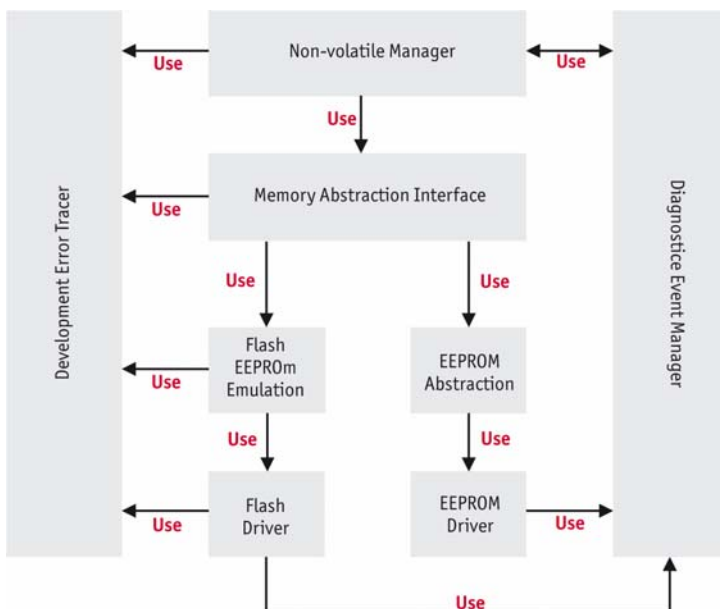 Non-volatile Manager
Use
Use
Use
Memory Abstraction Interface
Use
Use
Use
Development Error Tracer
Diagnostice Event Manager
Flash
EEPROm
Emulation
EEPROM
Abstraction
Use
Use
Use
Flash
Driver
EEPROM
Driver
Use
Use
Use